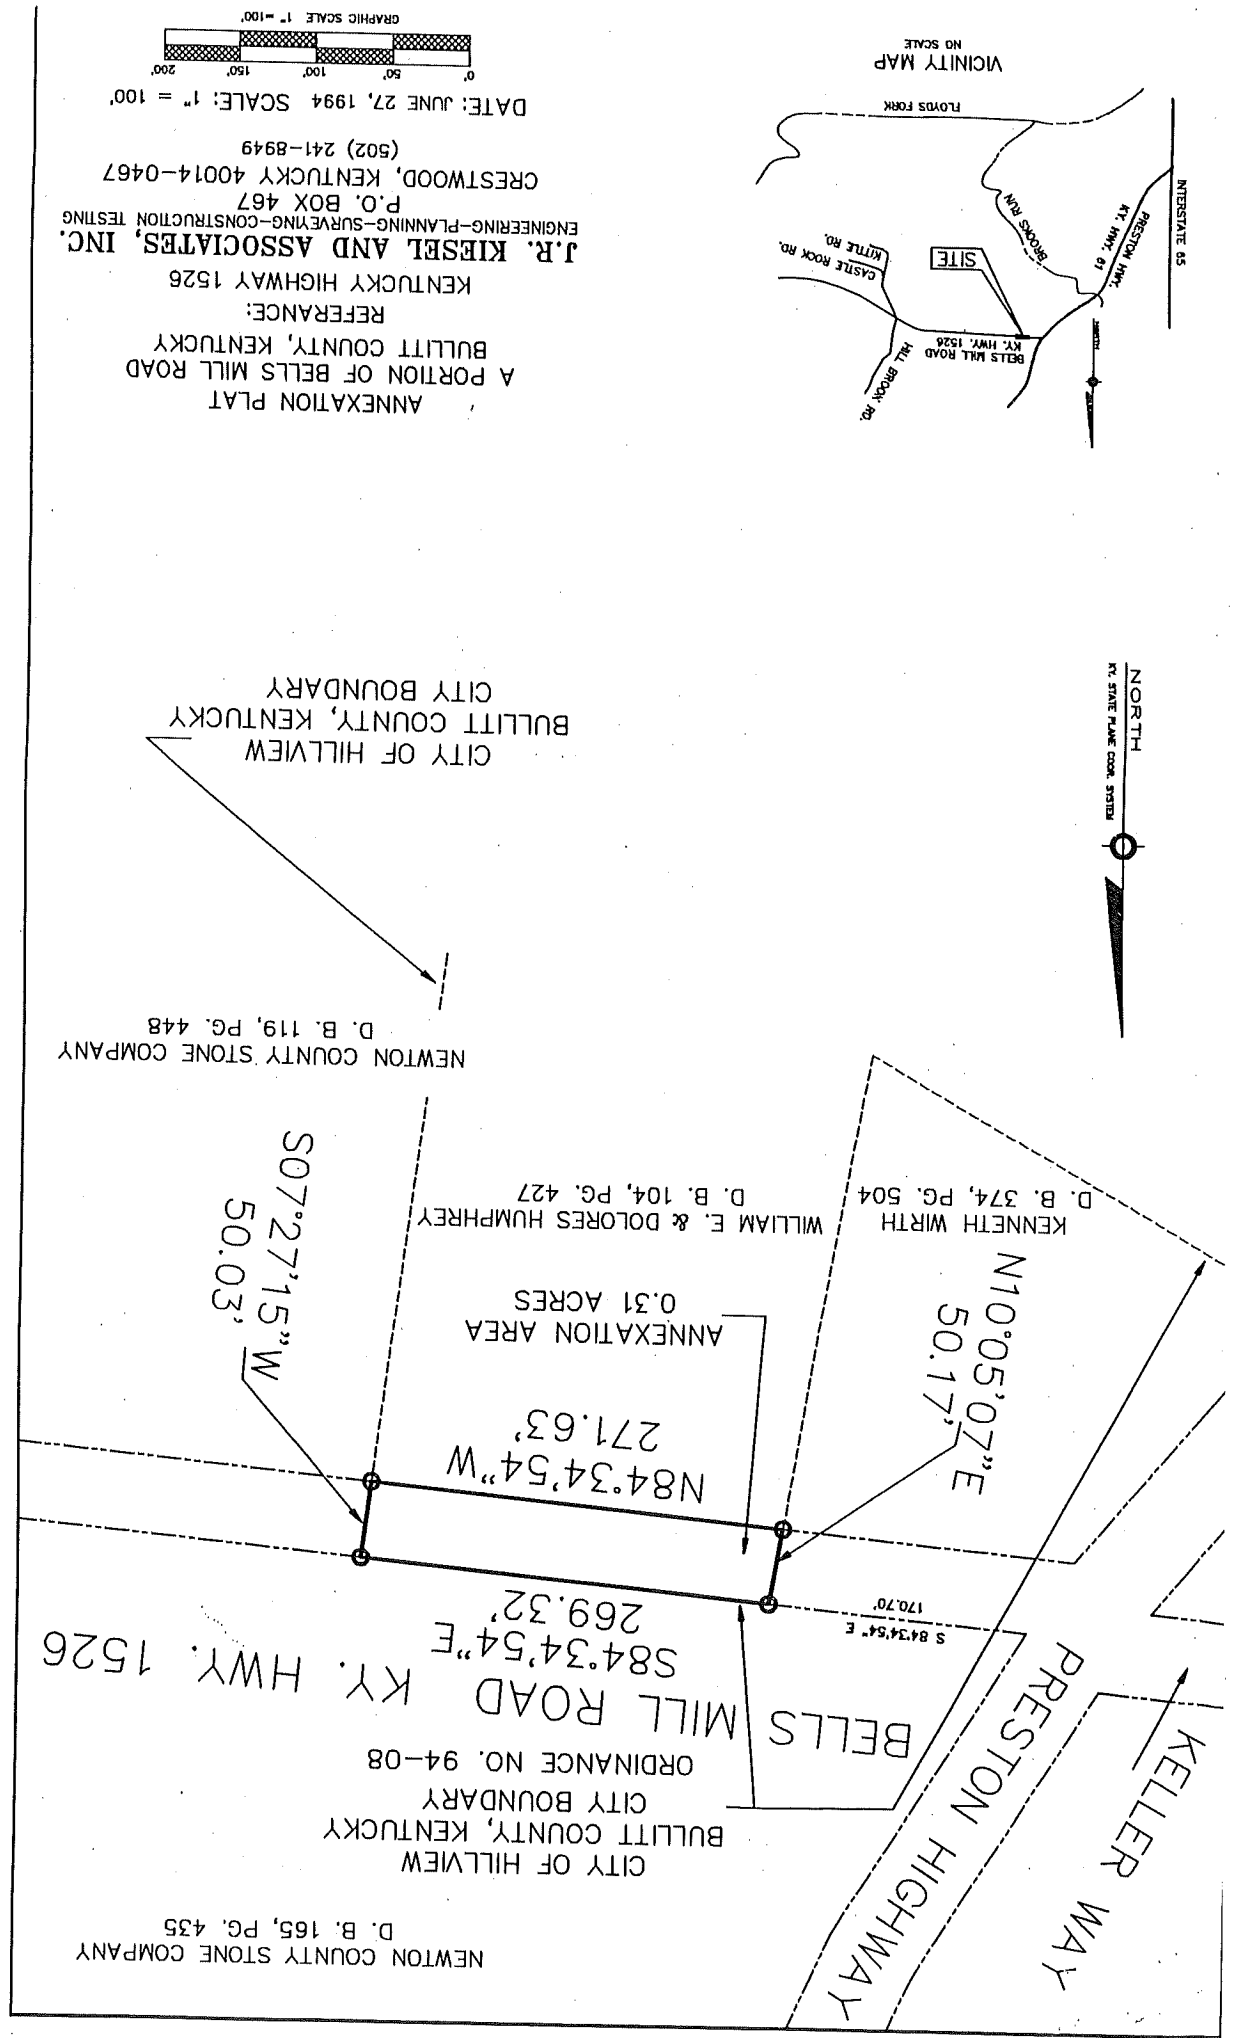 NEWTON COUNTY STONE COMPANY
D. B. 165, PG. 435
CITY OF HILLVIEW
BULLITT COUNTY, KENTUCKY
CITY BOUNDARY
ORDINANCE NO. 94-08
KELLER WAY
PRESTON HIGHWAY
BELLS MILL ROAD KY. HWY. 1526
S 84°34'54" E
170.70'
S84°34'54"E
269.32'
N84°34'54"W
271.63'
N10°05'07"E
50.17'
S07°27'15"W
50.03'
ANNEXATION AREA
0.31 ACRES
KENNETH WIRTH
D. B. 374, PG. 504
WILLIAM E. & DOLORES HUMPHREY
D. B. 104, PG. 427
NEWTON COUNTY STONE COMPANY
D. B. 119, PG. 448
NORTH
KY. STATE PLANE COOR. SYSTEM
CITY OF HILLVIEW
BULLITT COUNTY, KENTUCKY
CITY BOUNDARY
NORTH
HILL BROOK RD.
BELLS MILL ROAD
KY. HWY. 1526
SITE
CASTLE ROCK RD.
KITTLE RD.
BROOKS RUN
PRESTON HWY.
KY. HWY. 61
INTERSTATE 65
FLOYDS FORK
VICINITY MAP
NO SCALE
ANNEXATION PLAT
A PORTION OF BELLS MILL ROAD
BULLITT COUNTY, KENTUCKY
REFERANCE:
KENTUCKY HIGHWAY 1526
J.R. KIESEL AND ASSOCIATES, INC.
ENGINEERING-PLANNING-SURVEYING-CONSTRUCTION TESTING
P.O. BOX 467
CRESTWOOD, KENTUCKY 40014-0467
(502) 241-8949
DATE: JUNE 27, 1994 SCALE: 1" = 100'
0' 50' 100' 150' 200'
GRAPHIC SCALE 1" =100'